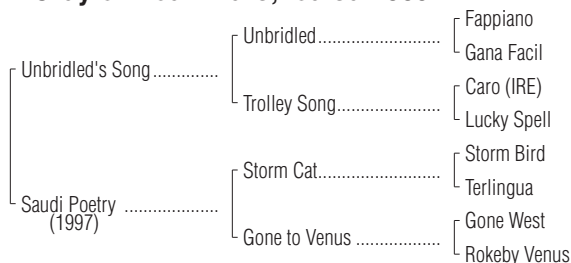 Fappiano
Unbridled..................
Gana Facil
Unbridled's Song..............
Caro (IRE)
Trolley Song.....................
Lucky Spell
Storm Bird
Storm Cat........................
Terlingua
Saudi Poetry ....................
(1997)
Gone West
Gone to Venus ..................
Rokeby Venus